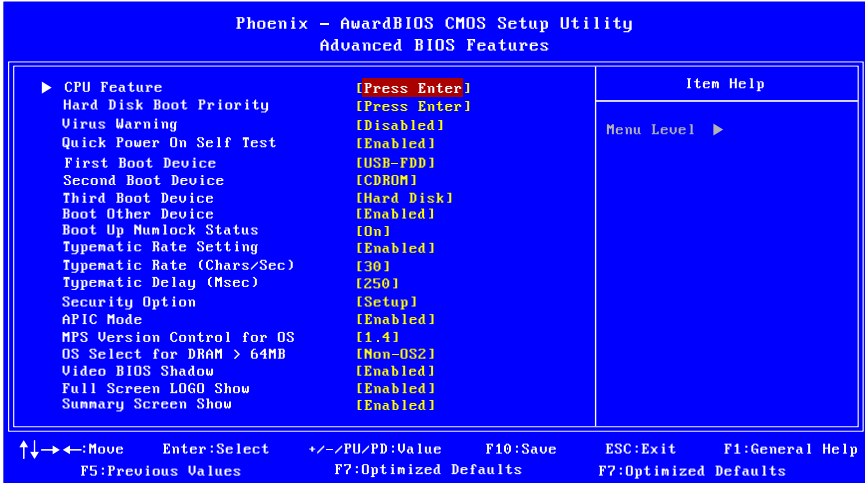 Phoenix – AwardBIOS CMOS Setup Utility
Advanced BIOS Features
CPU Feature [Press Enter]
Hard Disk Boot Priority [Press Enter]
Virus Warning [Disabled]
Quick Power On Self Test [Enabled]
First Boot Device [USB-FDD]
Second Boot Device [CDROM]
Third Boot Device [Hard Disk]
Boot Other Device [Enabled]
Boot Up Numlock Status [On]
Typematic Rate Setting [Enabled]
Typematic Rate (Chars/Sec) [30]
Typematic Delay (Msec) [250]
Security Option [Setup]
APIC Mode [Enabled]
MPS Version Control for OS [1.4]
OS Select for DRAM > 64MB [Non-OS2]
Video BIOS Shadow [Enabled]
Full Screen LOGO Show [Enabled]
Summary Screen Show [Enabled]
Item Help
Menu Level ▶
↑↓→←:Move Enter:Select +/-/PU/PD:Value F10:Save ESC:Exit F1:General Help
F5:Previous Values F7:Optimized Defaults F7:Optimized Defaults